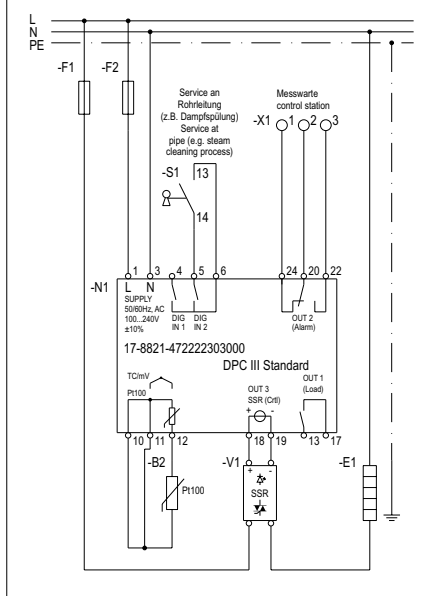 L
N
PE
-F1
-F2
Service an
Rohrleitung
(z.B. Dampfspülung)
Service at
pipe (e.g. steam
cleaning process)
Messwarte
control station
-X1 1 2 3
-S1 13
14
1 3 4 5 6 24 20 22
-N1
L N
SUPPLY
50/60Hz, AC
100...240V
±10%
DIG
IN 1
DIG
IN 2
OUT 2
(Alarm)
17-8821-472222303000
DPC III Standard
TC/mV
Pt100
OUT 3
SSR (Crtl)
+ -
OUT 1
(Load)
10 11 12 18 19 13 17
-B2
Pt100
-V1
+ -
SSR
-E1